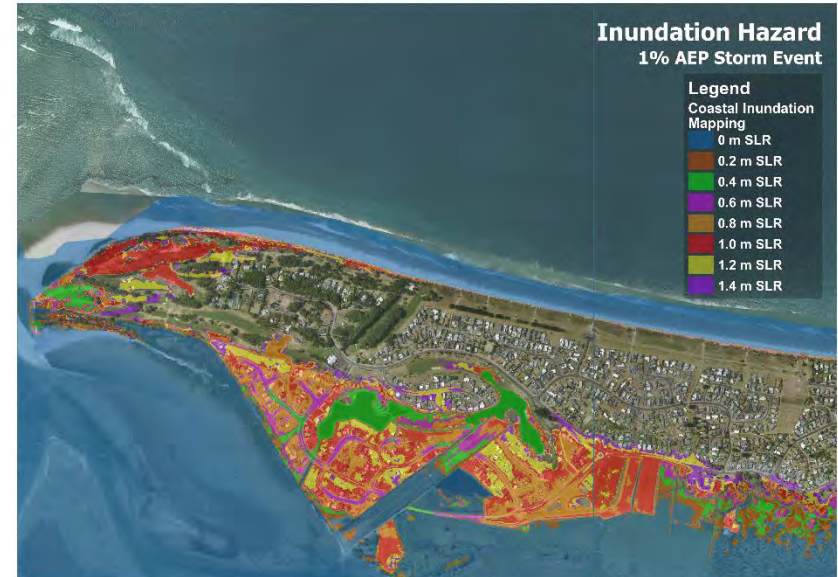 Inundation Hazard
1% AEP Storm Event
Legend
Coastal Inundation
Mapping
0 m SLR
0.2 m SLR
0.4 m SLR
0.6 m SLR
0.8 m SLR
1.0 m SLR
1.2 m SLR
1.4 m SLR